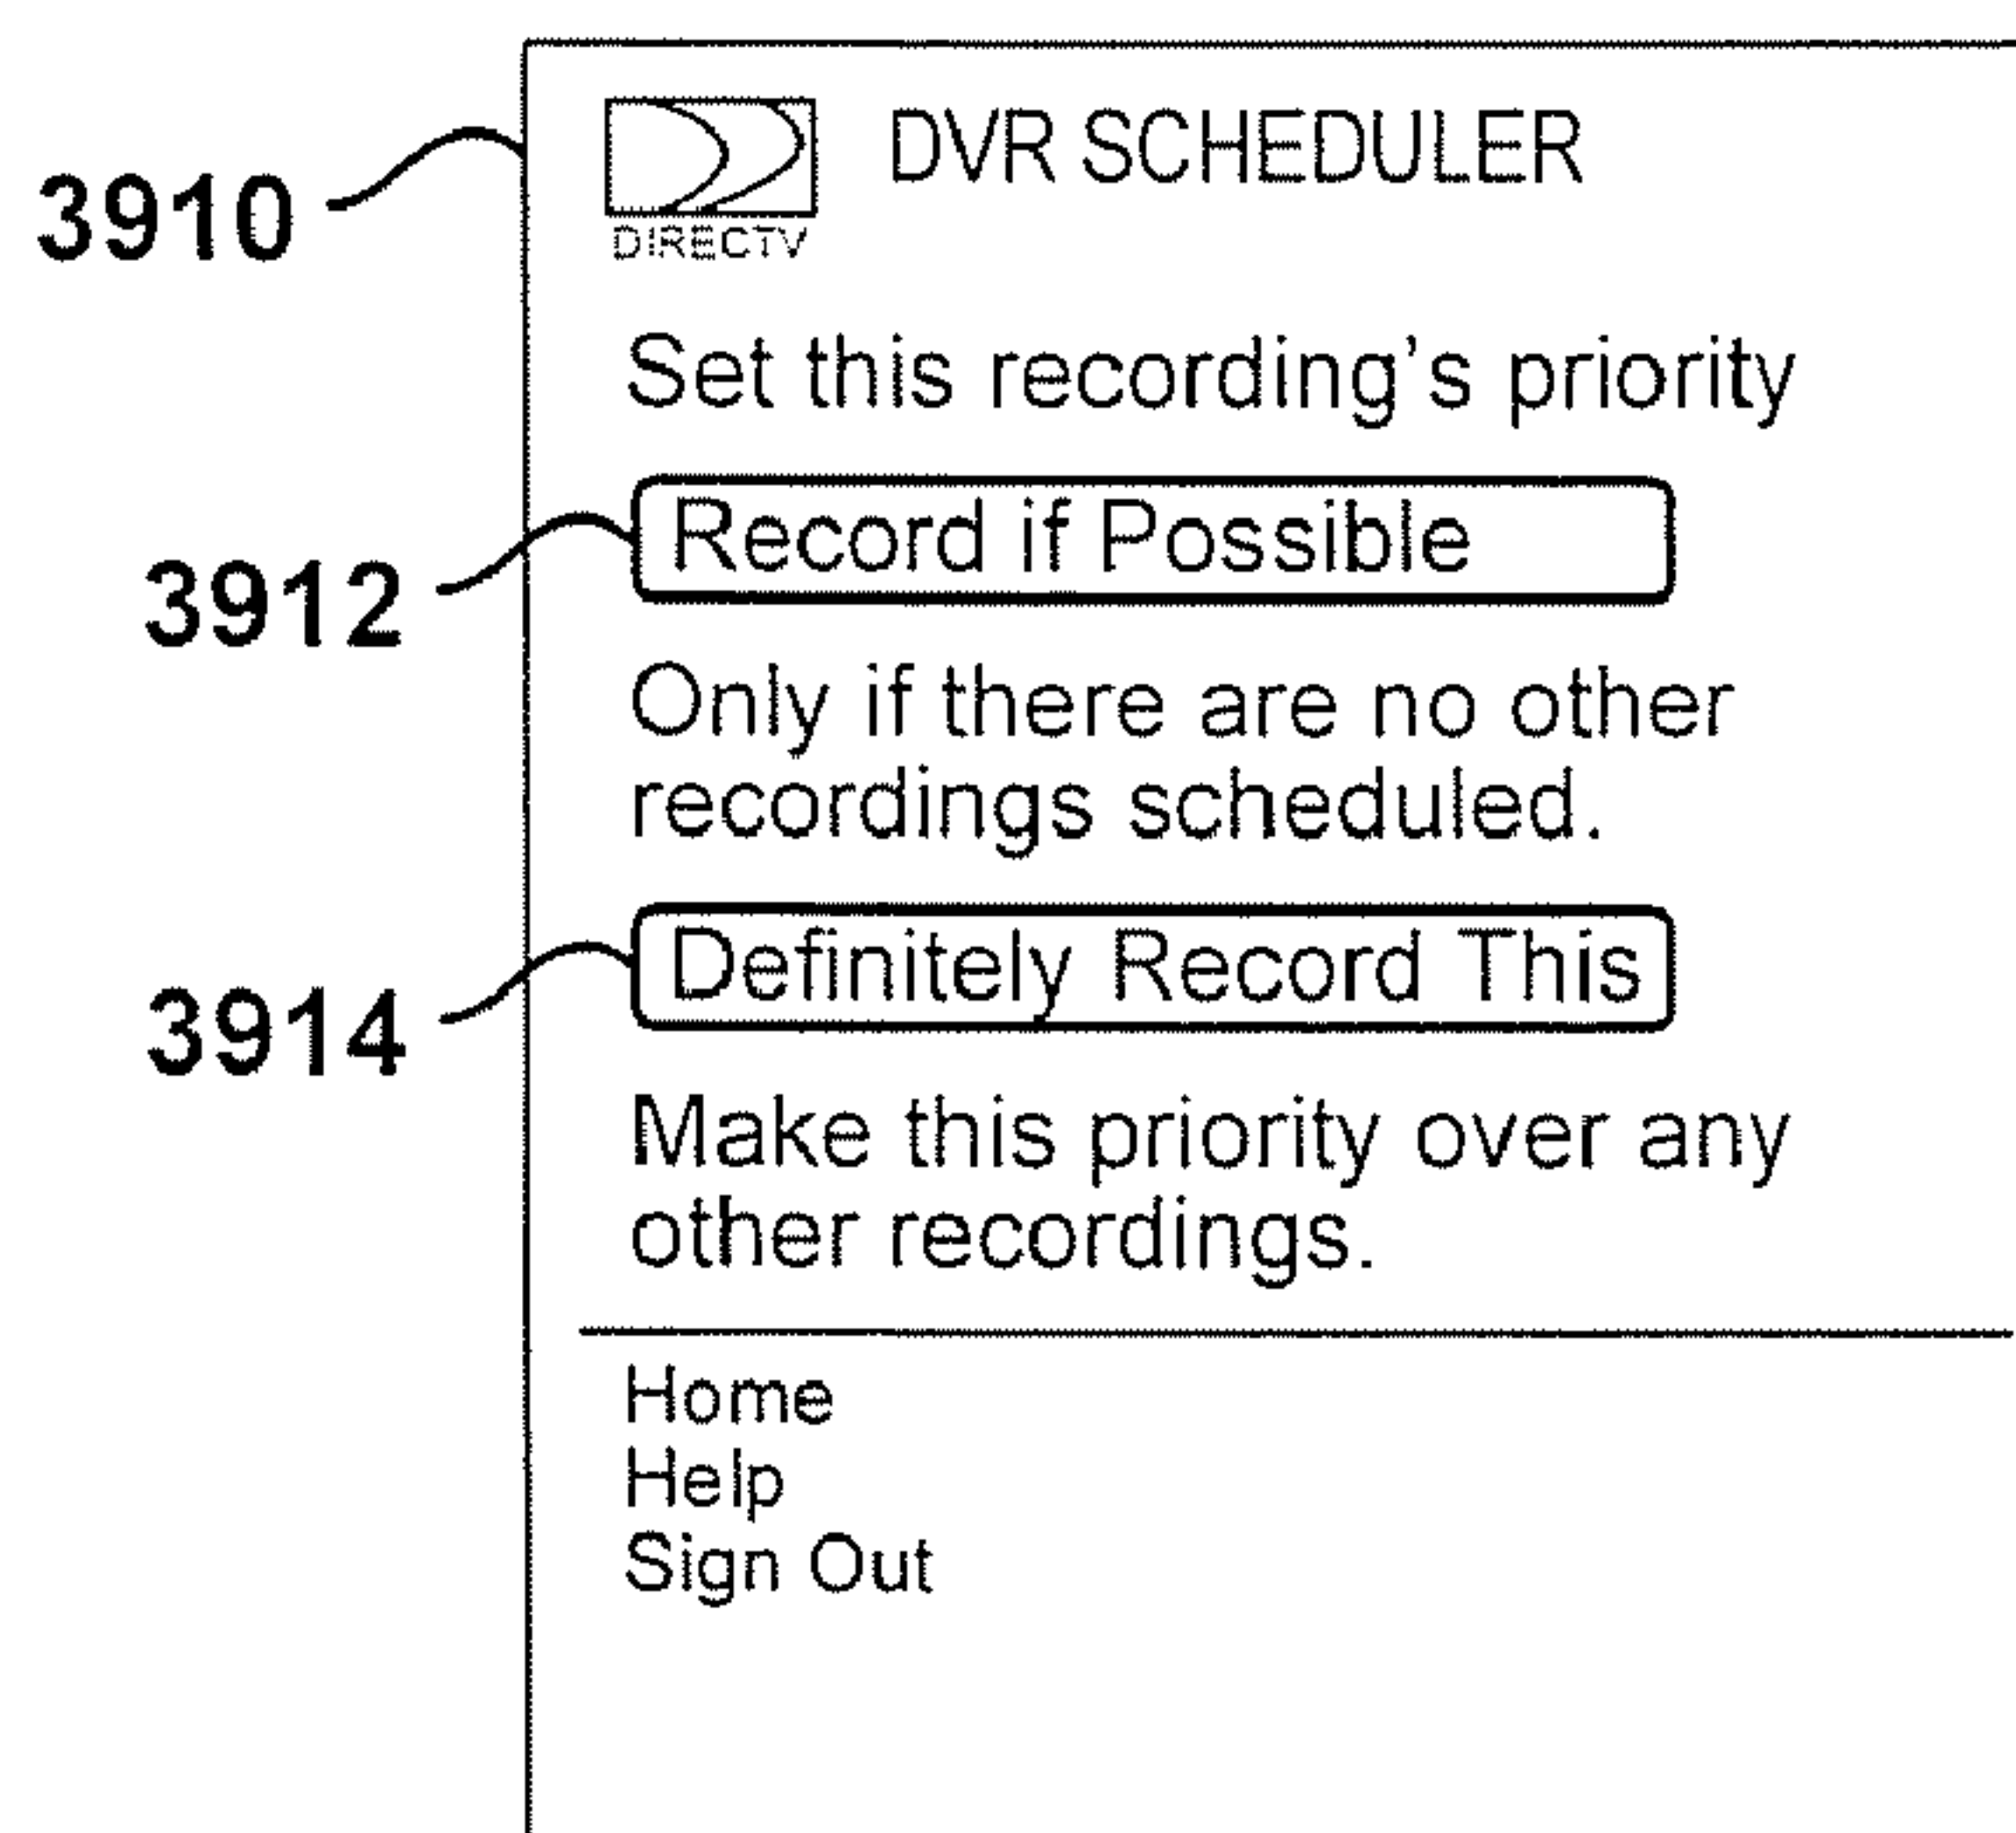 3910
DVR SCHEDULER
DIRECTV
Set this recording's priority
3912
Record if Possible
Only if there are no other
recordings scheduled.
3914
Definitely Record This
Make this priority over any
other recordings.
Home
Help
Sign Out